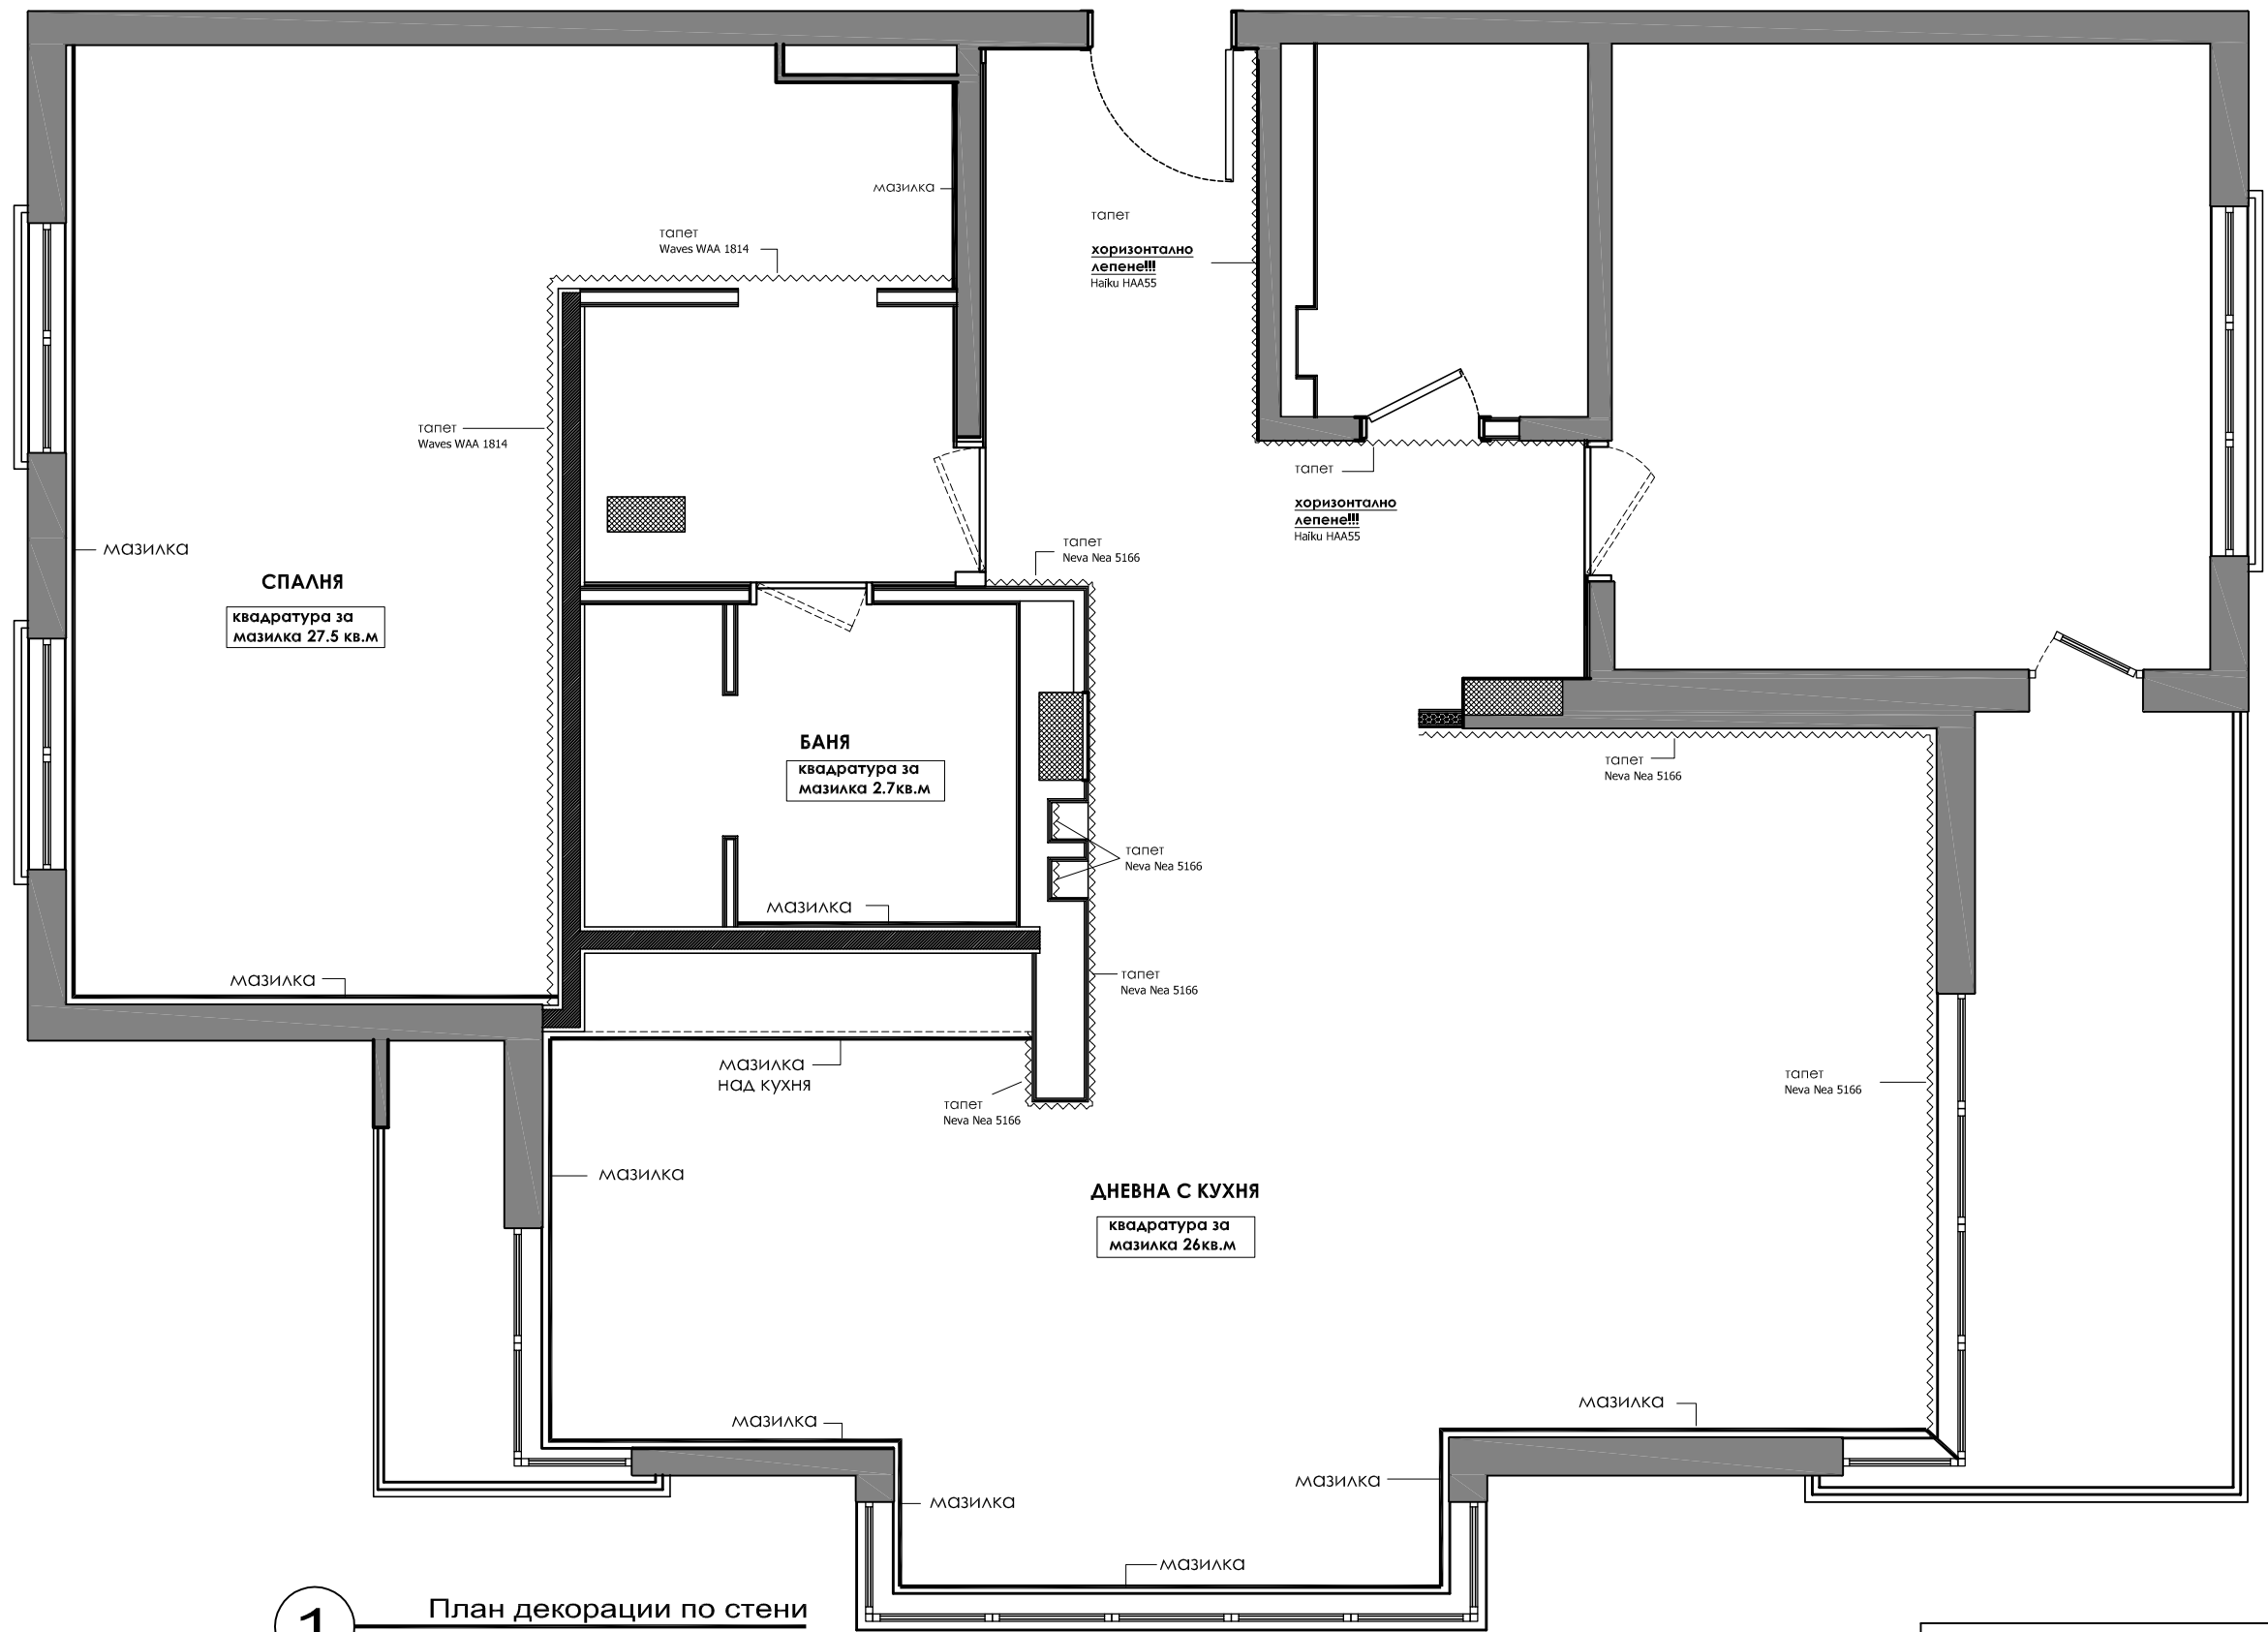 мазилка
тапет
Waves WAA 1814
тапет
хоризонтално
лепене!!!
Haiku HAA55
тапет
Waves WAA 1814
тапет
хоризонтално
лепене!!!
Haiku HAA55
мазилка
тапет
Neva Nea 5166
СПАЛНЯ
квадратура за
мазилка 27.5 кв.м
БАНЯ
квадратура за
мазилка 2.7кв.м
тапет
Neva Nea 5166
тапет
Neva Nea 5166
мазилка
мазилка
тапет
Neva Nea 5166
мазилка
над кухня
тапет
Neva Nea 5166
тапет
Neva Nea 5166
мазилка
ДНЕВНА С КУХНЯ
квадратура за
мазилка 26кв.м
мазилка
мазилка
мазилка
мазилка
мазилка
1
План декорации по стени